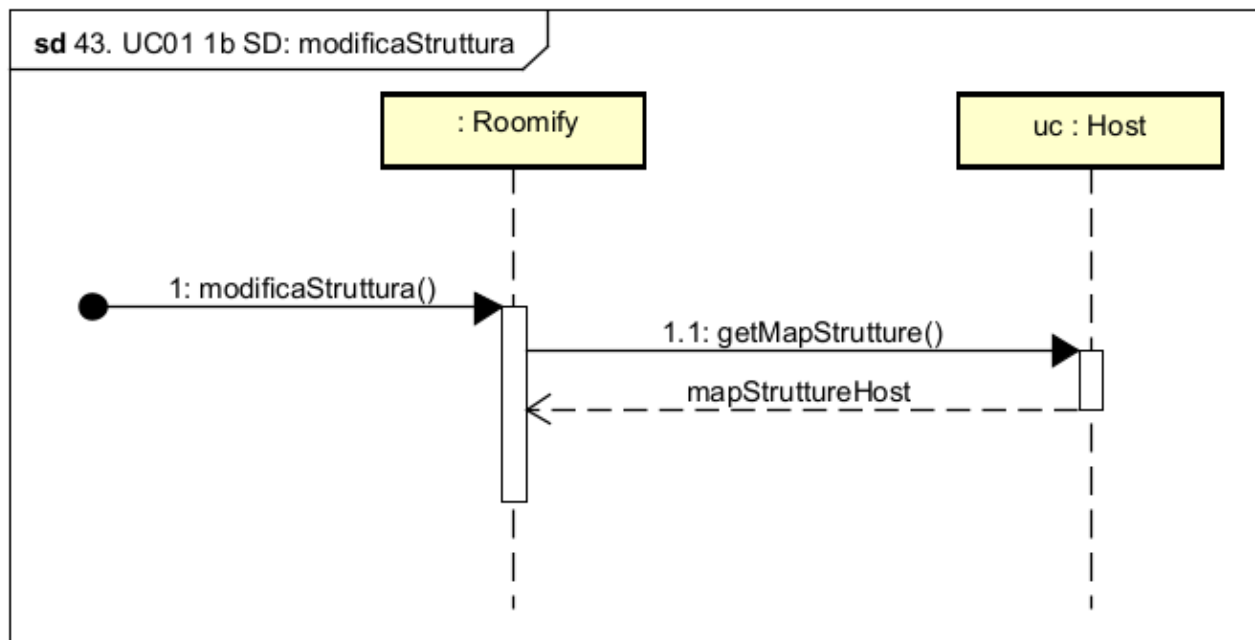 sd 43. UC01 1b SD: modificaStruttura
: Roomify
uc : Host
1: modificaStruttura()
1.1: getMapStrutture()
mapStruttureHost